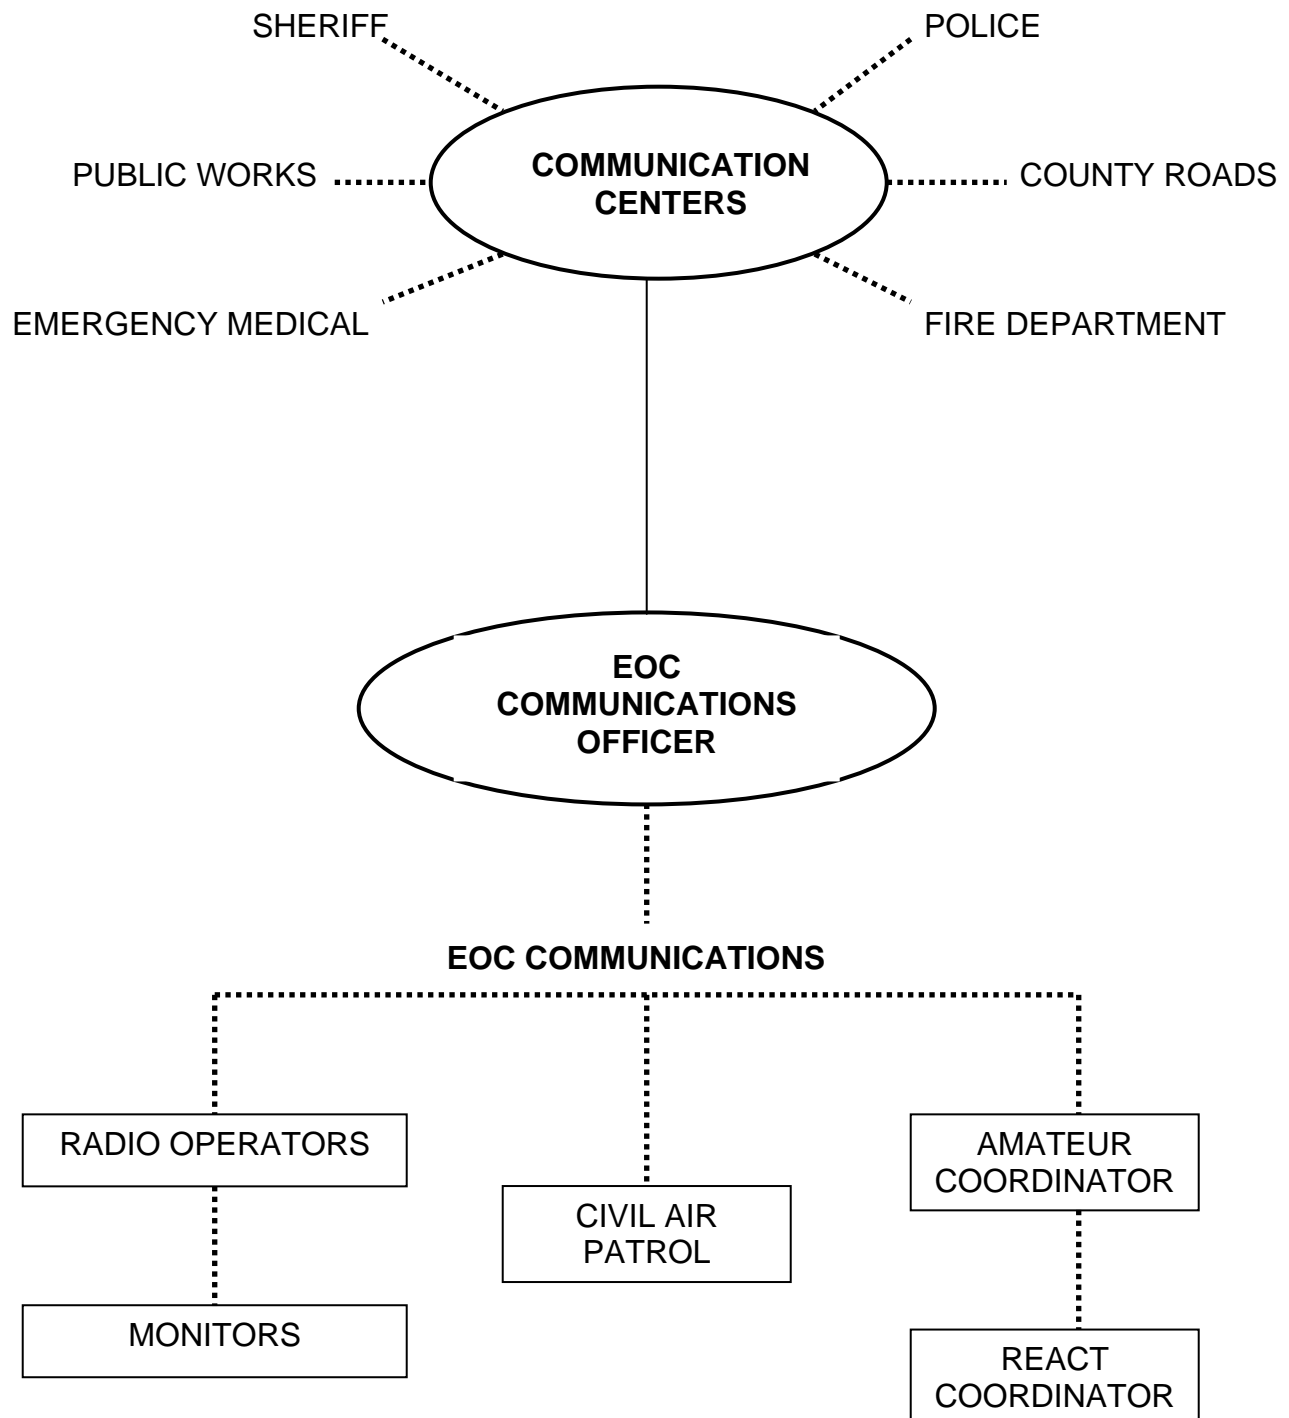 SHERIFF
POLICE
COMMUNICATION
CENTERS
PUBLIC WORKS
COUNTY ROADS
EMERGENCY MEDICAL
FIRE DEPARTMENT
EOC
COMMUNICATIONS
OFFICER
EOC COMMUNICATIONS
RADIO OPERATORS
AMATEUR
COORDINATOR
CIVIL AIR
PATROL
MONITORS
REACT
COORDINATOR